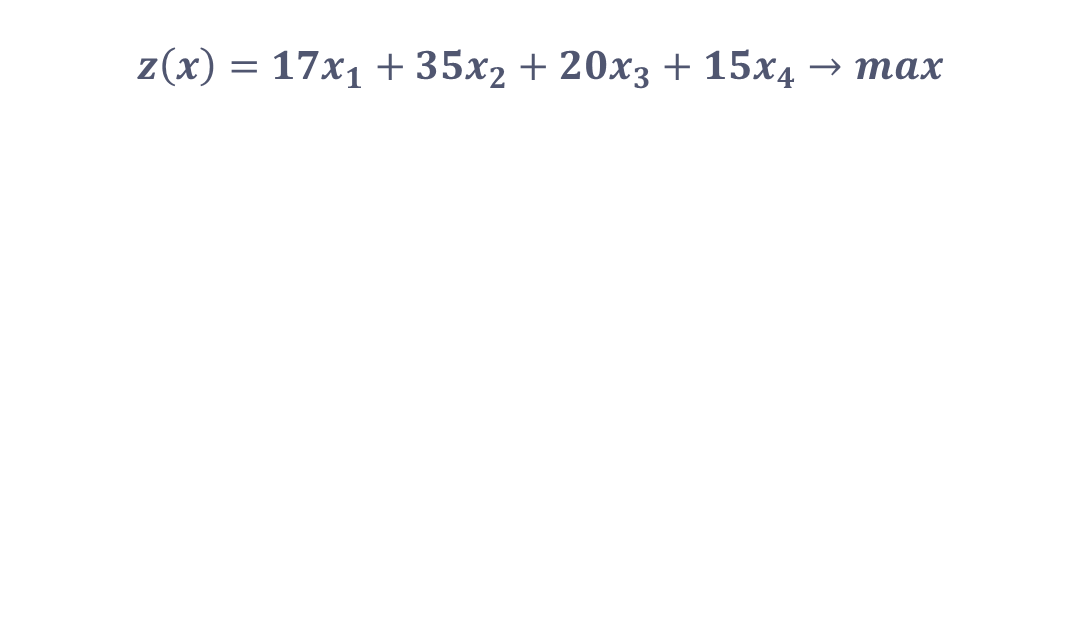 z(x) = 17x₁ + 35x₂ + 20x₃ + 15x₄ → max